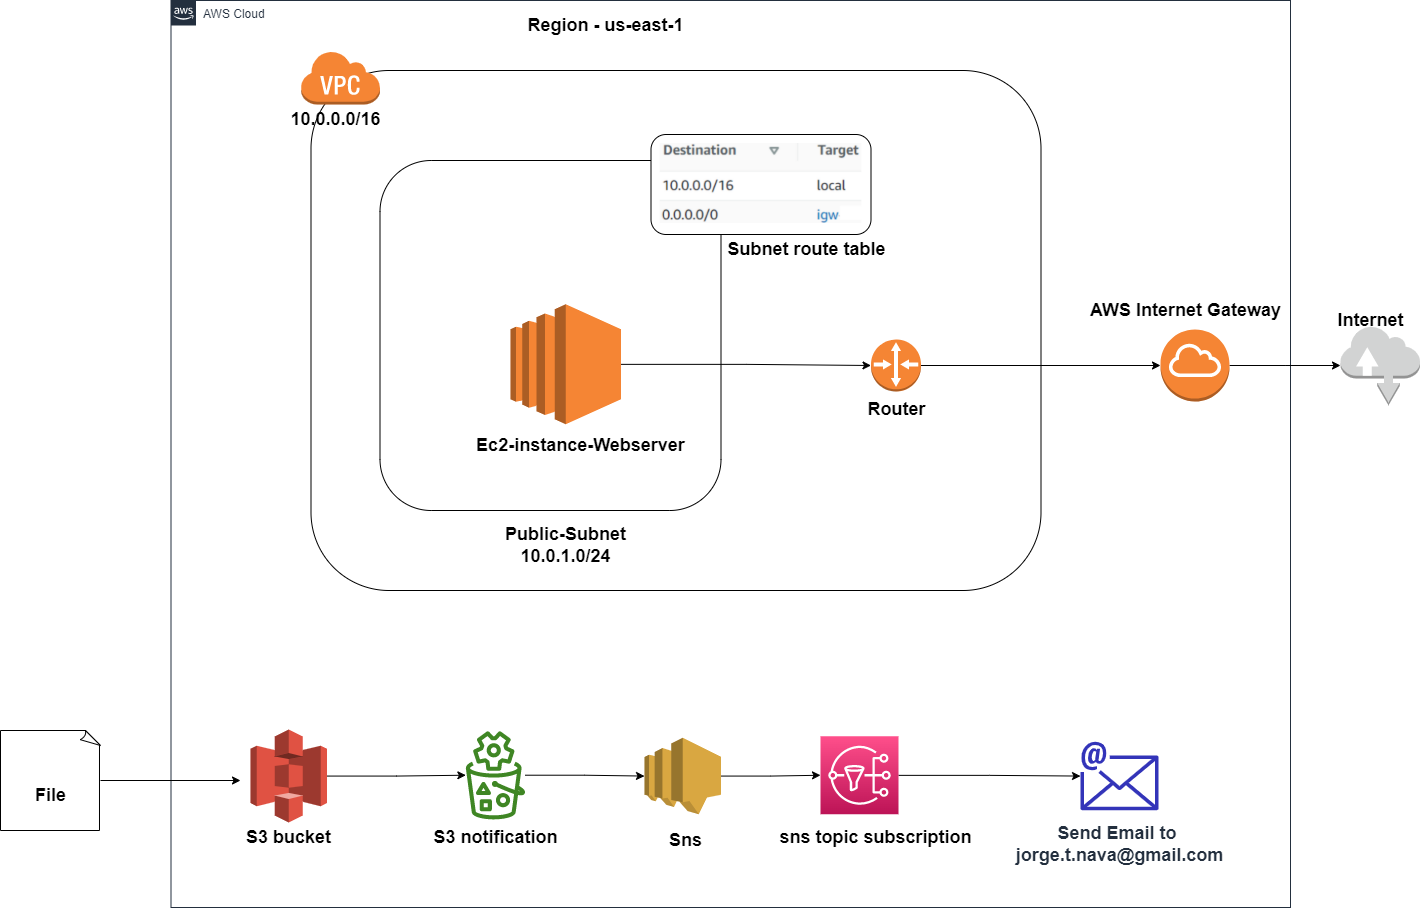 aws
AWS Cloud
Region - us-east-1
VPC
10.0.0.0/16
Destination Target
10.0.0.0/16 local
0.0.0.0/0 igw
Subnet route table
AWS Internet Gateway
Internet
Router
Ec2-instance-Webserver
Public-Subnet
10.0.1.0/24
File
S3 bucket
S3 notification
Sns
sns topic subscription
@
Send Email to
jorge.t.nava@gmail.com